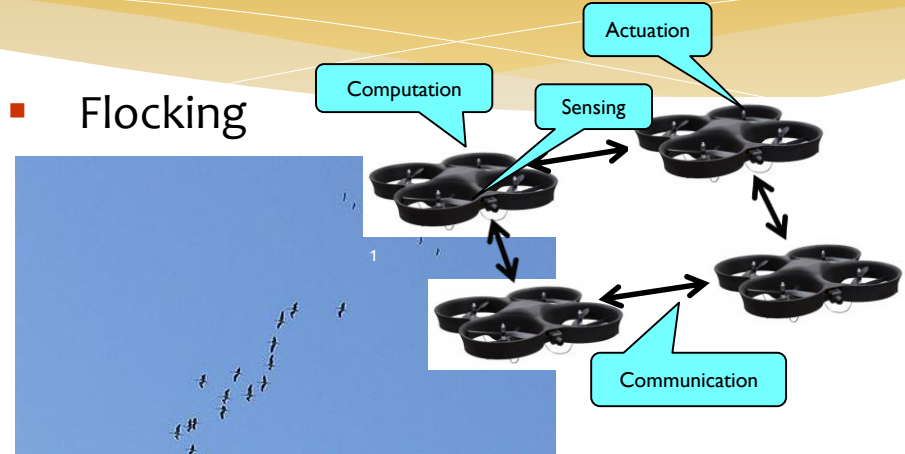 Actuation
Computation
Sensing
▪ Flocking
1
Communication